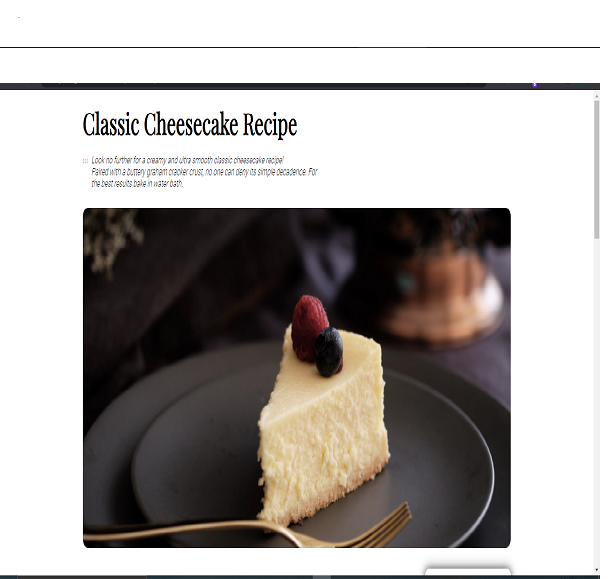 Classic Cheesecake Recipe
Look no further for a creamy and ultra smooth classic cheesecake recipe!
Paired with a buttery graham cracker crust, no one can deny its simple decadence. For
the best results bake in water bath.